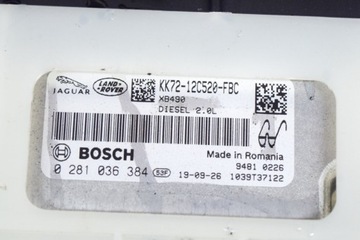 JAGUAR
LAND ROVER
KK72-12C520-FBC
X8490
DIESEL 2.0L
BOSCH
Made in Romania
9481 0226
0 281 036 384 53F 19-09-26 1039T37122